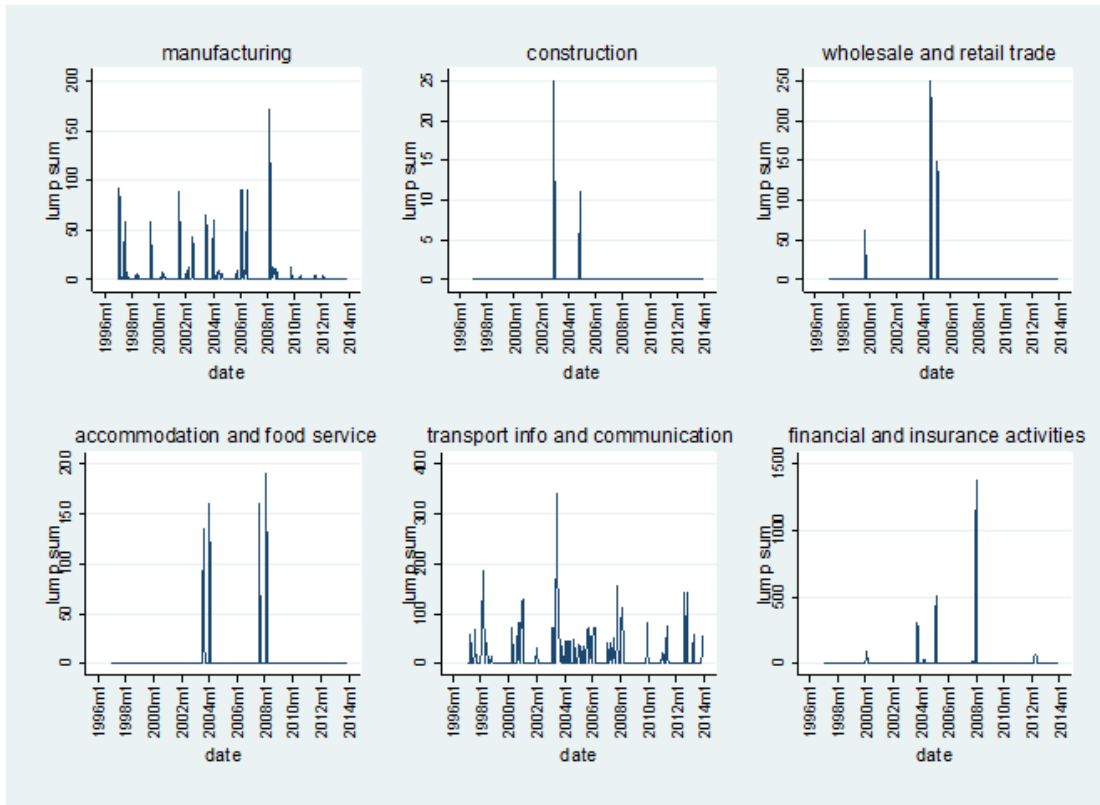 manufacturing
200
150
100
50
0
lump sum
1996m1
1998m1
2000m1
2002m1
2004m1
2006m1
2008m1
2010m1
2012m1
2014m1
date
construction
25
20
15
10
5
0
lump sum
1996m1
1998m1
2000m1
2002m1
2004m1
2006m1
2008m1
2010m1
2012m1
2014m1
date
wholesale and retail trade
250
200
150
100
50
0
lump sum
1996m1
1998m1
2000m1
2002m1
2004m1
2006m1
2008m1
2010m1
2012m1
2014m1
date
accommodation and food service
200
150
100
50
0
lump sum
1996m1
1998m1
2000m1
2002m1
2004m1
2006m1
2008m1
2010m1
2012m1
2014m1
date
transport info and communication
400
300
200
100
0
lump sum
1996m1
1998m1
2000m1
2002m1
2004m1
2006m1
2008m1
2010m1
2012m1
2014m1
date
financial and insurance activities
1500
1000
500
0
lump sum
1996m1
1998m1
2000m1
2002m1
2004m1
2006m1
2008m1
2010m1
2012m1
2014m1
date